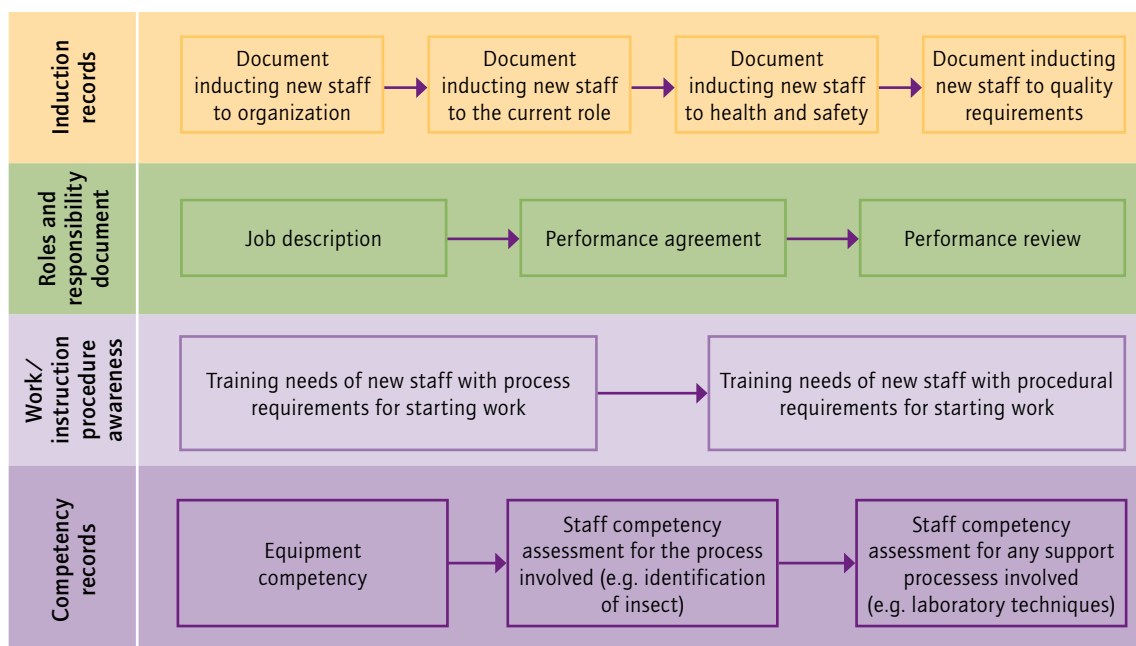 Induction
records
Document
inducting new staff
to organization
Document
inducting new staff
to the current role
Document
inducting new staff
to health and safety
Document inducting
new staff to quality
requirements
Roles and
responsibility
document
Job description
Performance agreement
Performance review
Work/
instruction
procedure
awareness
Training needs of new staff with process
requirements for starting work
Training needs of new staff with procedural
requirements for starting work
Competency
records
Equipment
competency
Staff competency
assessment for the process
involved (e.g. identification
of insect)
Staff competency
assessment for any support
processess involved
(e.g. laboratory techniques)